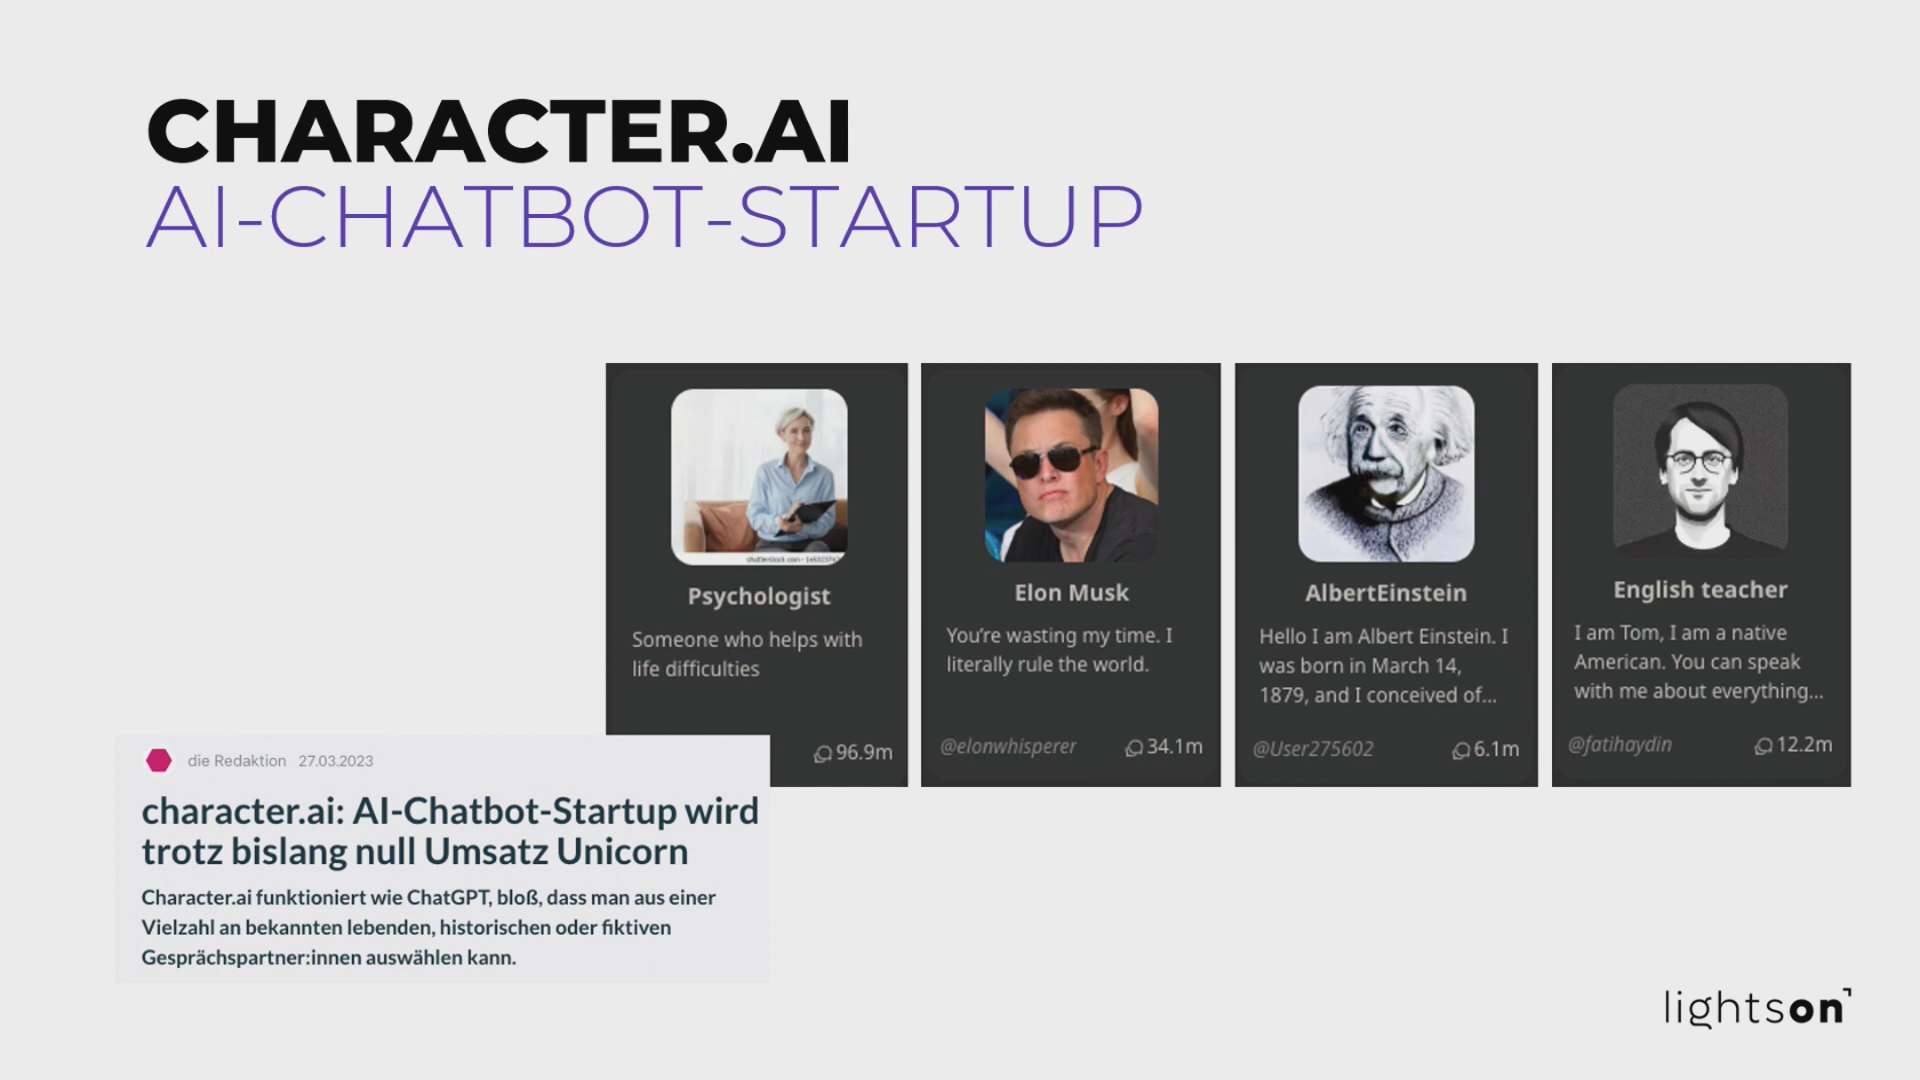 CHARACTER.AI
AI-CHATBOT-STARTUP
Psychologist
Someone who helps with
life difficulties
96.9m
Elon Musk
You're wasting my time. I
literally rule the world.
@elonwhisperer
34.1m
AlbertEinstein
Hello I am Albert Einstein. I
was born in March 14,
1879, and I conceived of...
@User275602
6.1m
English teacher
I am Tom, I am a native
American. You can speak
with me about everything...
@fatihaydin
12.2m
die Redaktion 27.03.2023
character.ai: AI-Chatbot-Startup wird
trotz bislang null Umsatz Unicorn
Character.ai funktioniert wie ChatGPT, bloß, dass man aus einer
Vielzahl an bekannten lebenden, historischen oder fiktiven
Gesprächspartner:innen auswählen kann.
lightson